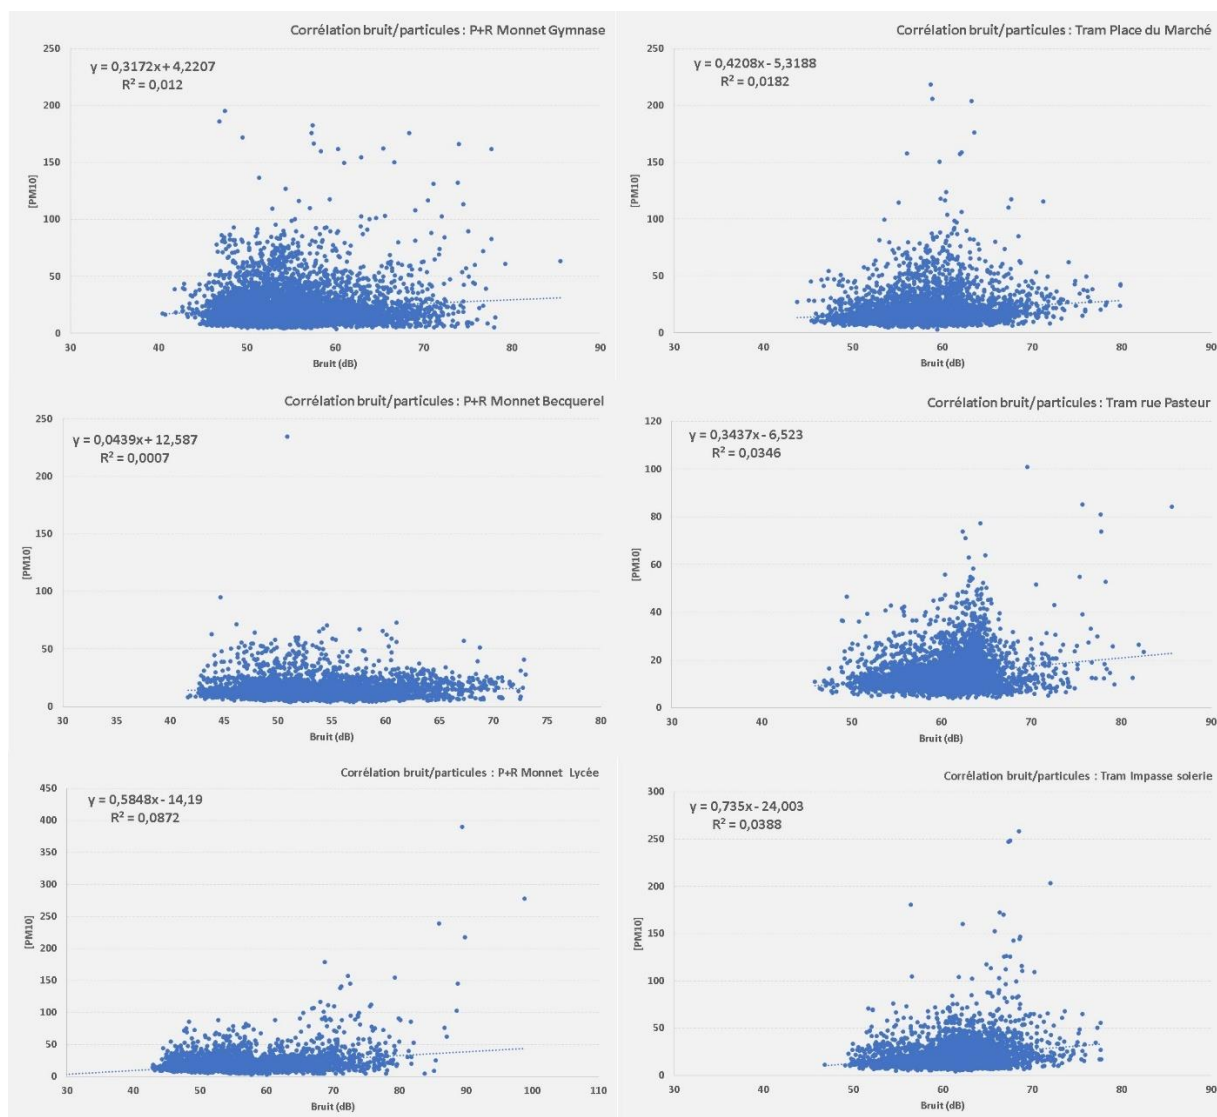 Corrélation bruit/particules : P+R Monnet Gymnase
y = 0,3172x + 4,2207
R² = 0,012
250
200
150
100
50
0
[PM10]
30 40 50 60 70 80 90
Bruit (dB)
Corrélation bruit/particules : Tram Place du Marché
y = 0,4208x - 5,3188
R² = 0,0182
250
200
150
100
50
0
[PM10]
30 40 50 60 70 80 90
Bruit (dB)
Corrélation bruit/particules : P+R Monnet Becquerel
y = 0,0439x + 12,587
R² = 0,0007
250
200
150
100
50
0
[PM10]
30 35 40 45 50 55 60 65 70 75 80
Bruit (dB)
Corrélation bruit/particules : Tram rue Pasteur
y = 0,3437x - 6,523
R² = 0,0346
120
100
80
60
40
20
0
[PM10]
30 40 50 60 70 80 90
Bruit (dB)
Corrélation bruit/particules : P+R Monnet Lycée
y = 0,5848x - 14,19
R² = 0,0872
450
400
350
300
250
200
150
100
50
0
[PM10]
30 40 50 60 70 80 90 100 110
Bruit (dB)
Corrélation bruit/particules : Tram Impasse soierie
y = 0,735x - 24,003
R² = 0,0388
300
250
200
150
100
50
0
[PM10]
30 40 50 60 70 80 90
Bruit (dB)